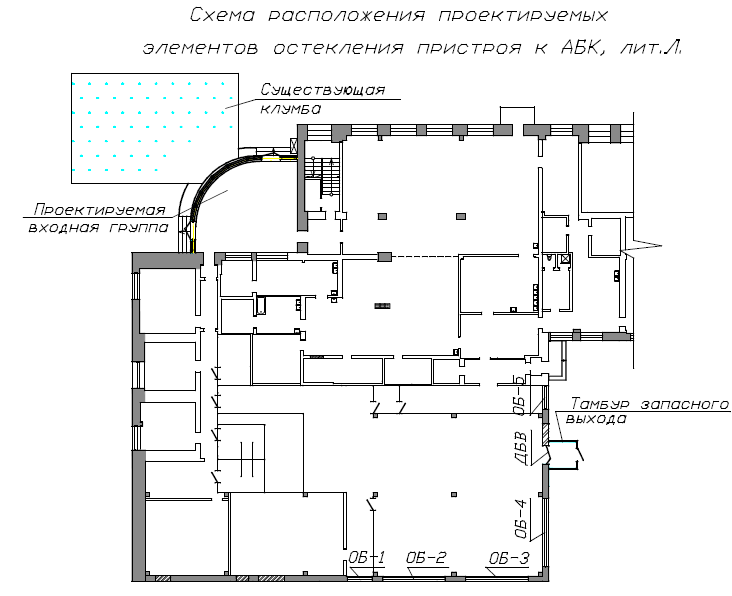 Схема расположения проектируемых
элементов остекления пристроя к АБК, лит.Л.
Существующая
клумба
Проектируемая
входная группа
ОБ-5
Тамбур запасного
выхода
ДБВ
ОБ-4
ОБ-1 ОБ-2 ОБ-3